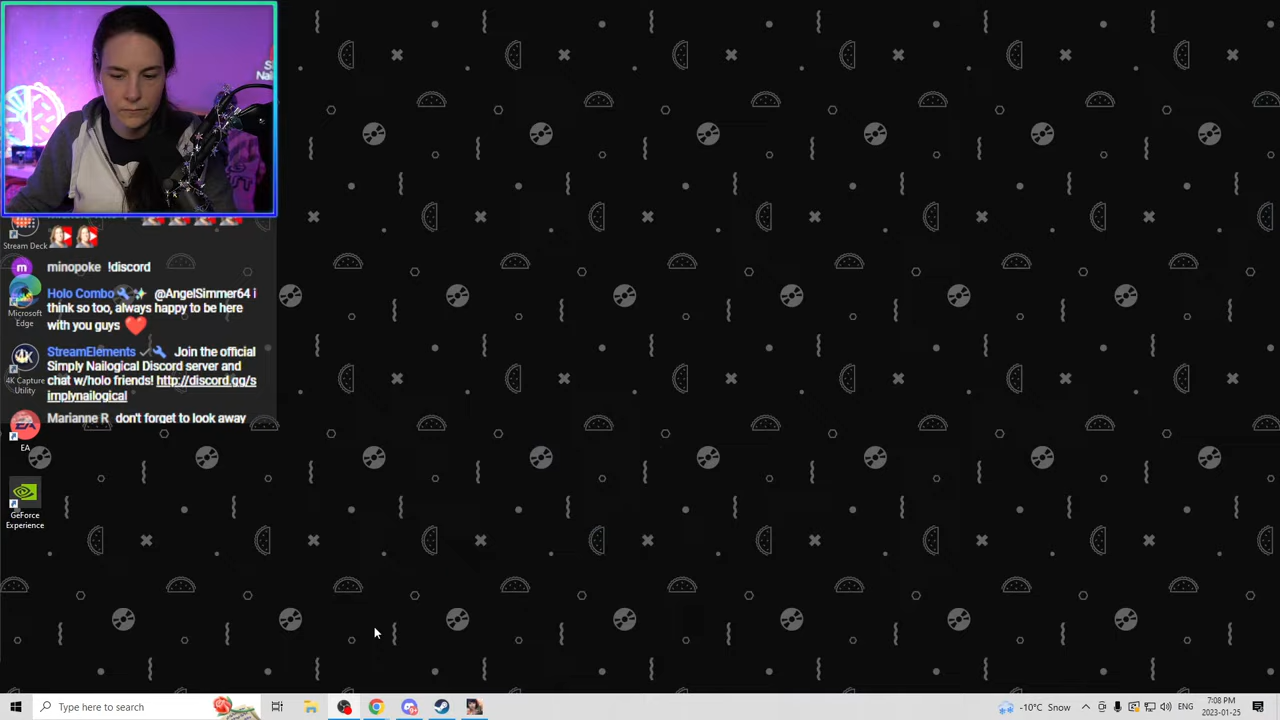 S
Nai
Stream Deck
minopoke !discord
Holo Combo @AngelSimmer64 i
think so too, always happy to be here
with you guys
Microsoft
Edge
StreamElements Join the official
Simply Nailogical Discord server and
chat w/holo friends! http://discord.gg/s
implynailogical
4K Capture
Utility
Marianne R don't forget to look away
EA
GeForce
Experience
Type here to search
-10°C Snow
ENG
7:08 PM
2023-01-25